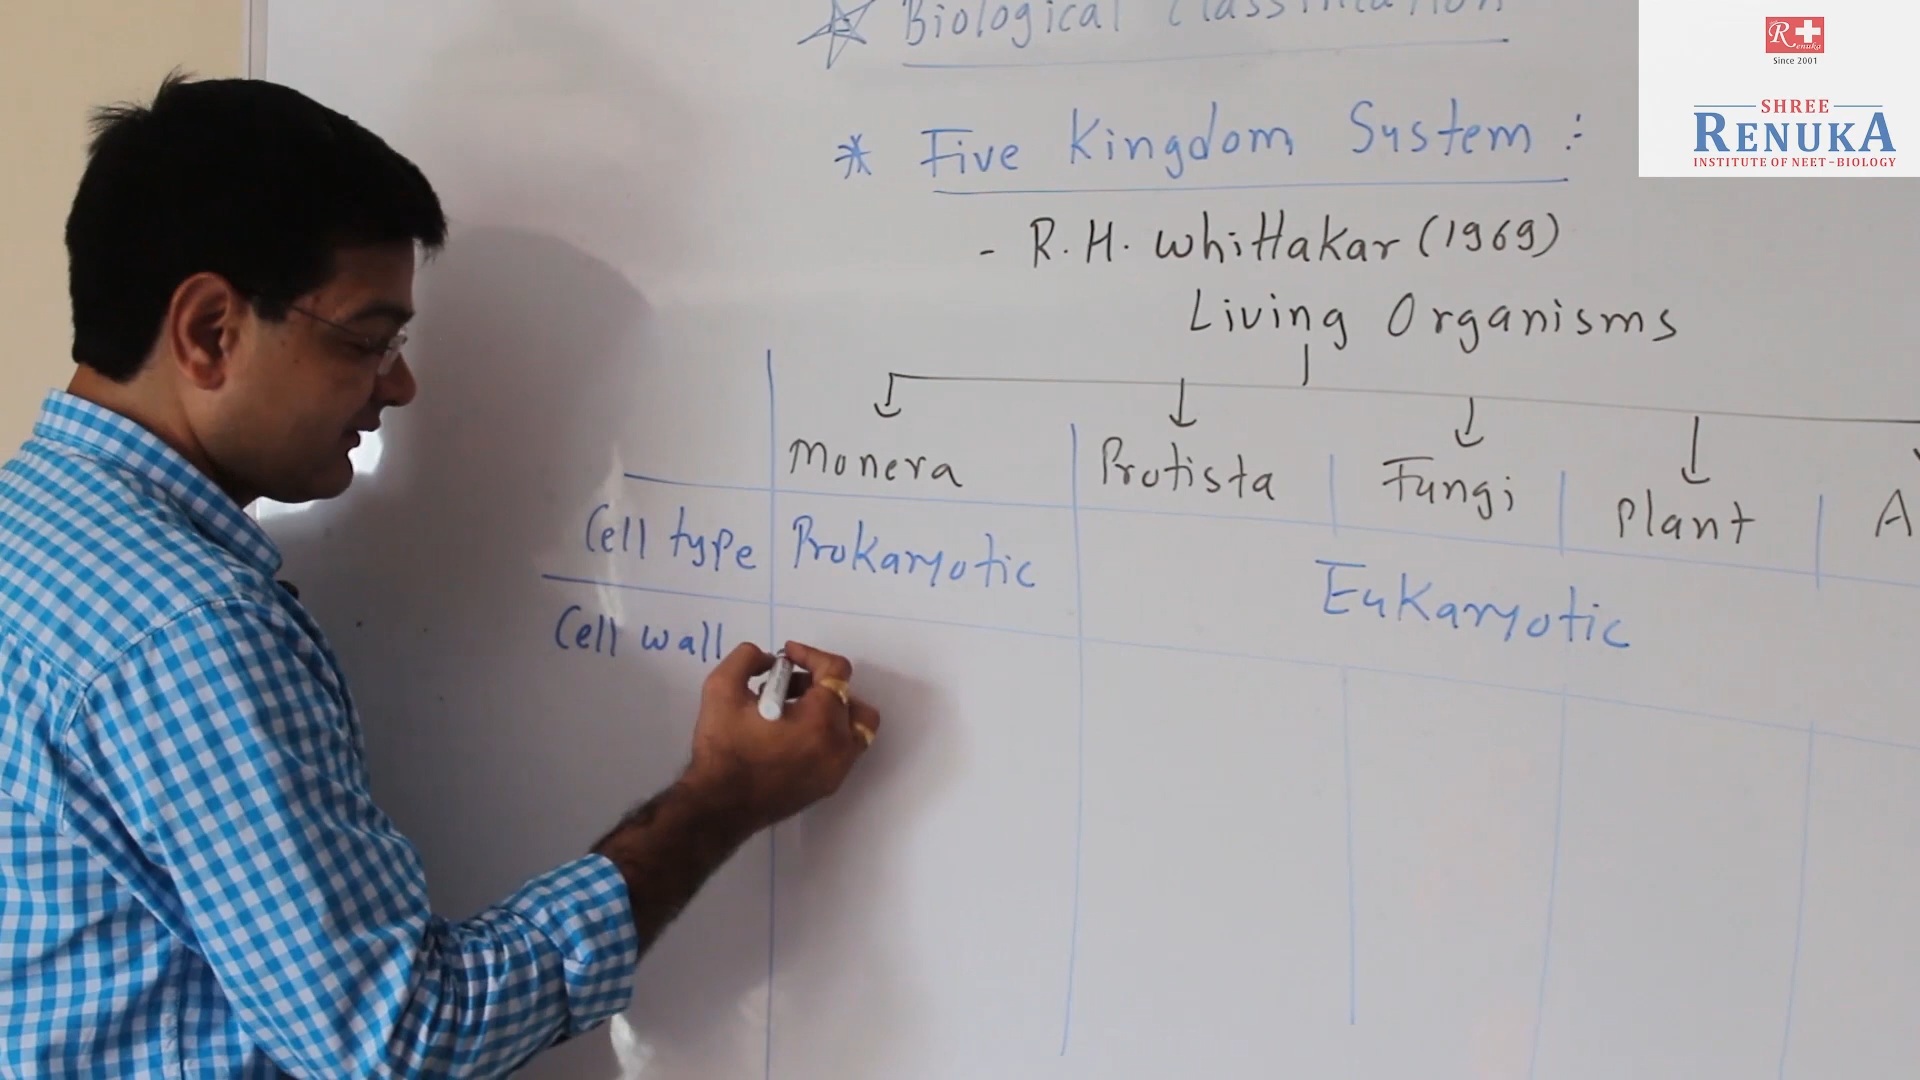 Biological Classification
* Five Kingdom System :-
- R. H. Whittakar (1969)
Living Organisms
Monera Protista Fungi Plant A
Cell type Prokaryotic Eukaryotic
Cell wall
R
Renuka
Since 2001
SHREE
RENUKA
INSTITUTE OF NEET-BIOLOGY